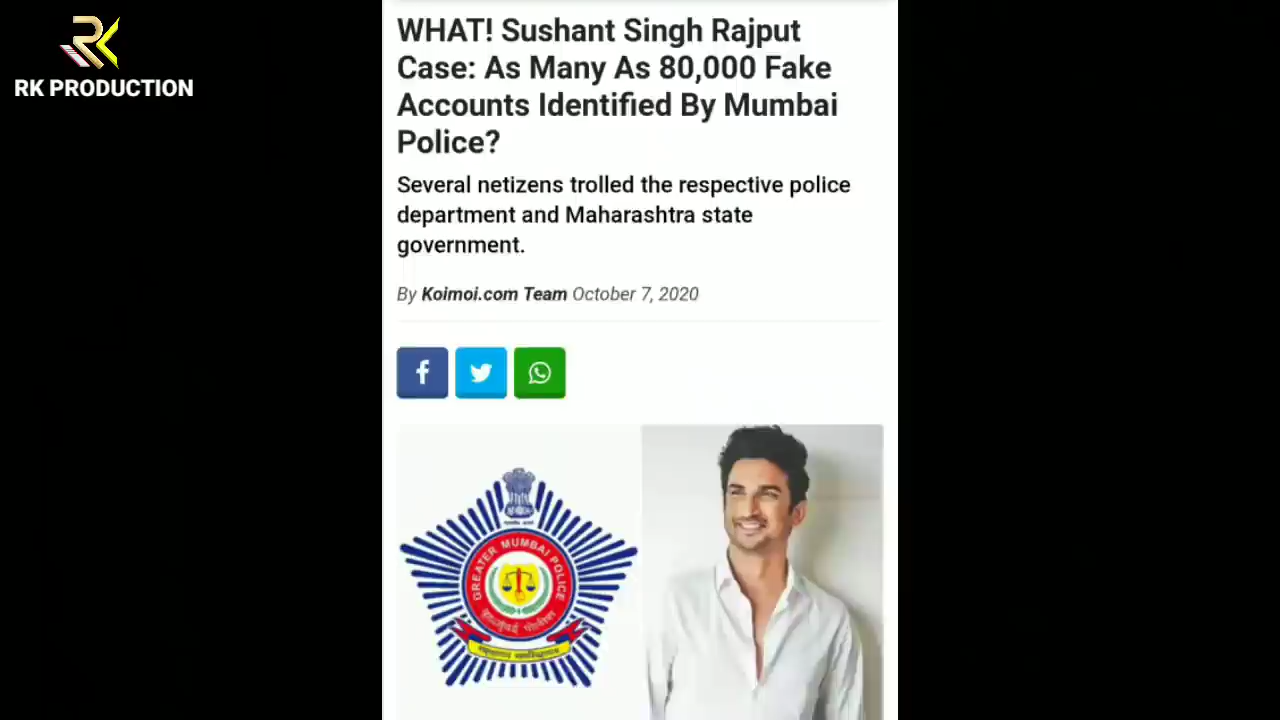 RK PRODUCTION
WHAT! Sushant Singh Rajput
Case: As Many As 80,000 Fake
Accounts Identified By Mumbai
Police?
Several netizens trolled the respective police
department and Maharashtra state
government.
By Koimoi.com Team October 7, 2020
GREATER MUMBAI POLICE